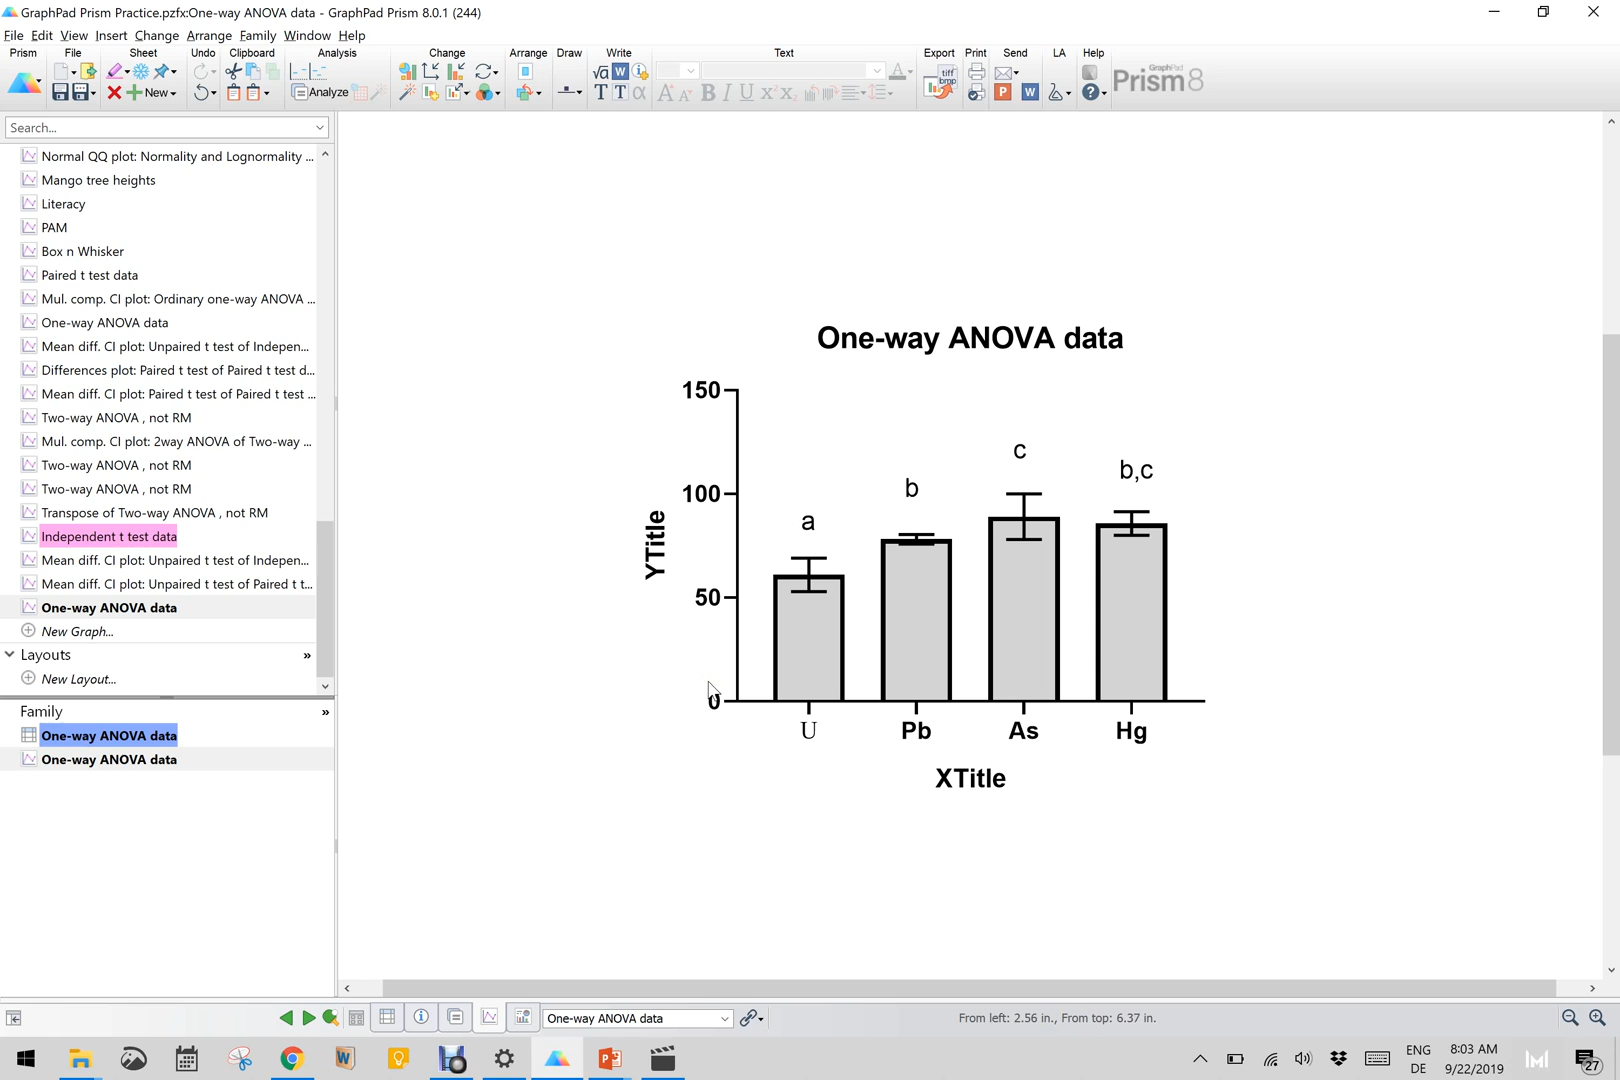 GraphPad Prism Practice.pzfx:One-way ANOVA data - GraphPad Prism 8.0.1 (244)
File Edit View Insert Change Arrange Family Window Help
Prism File Sheet Undo Clipboard Analysis Change Arrange Draw Write Text Export Print Send LA Help
New
Analyze
tiff
bmp
GraphPad
Prism 8
Search...
Normal QQ plot: Normality and Lognormality ...
Mango tree heights
Literacy
PAM
Box n Whisker
Paired t test data
Mul. comp. CI plot: Ordinary one-way ANOVA ...
One-way ANOVA data
Mean diff. CI plot: Unpaired t test of Indepen...
Differences plot: Paired t test of Paired t test d...
Mean diff. CI plot: Paired t test of Paired t test ...
Two-way ANOVA , not RM
Mul. comp. CI plot: 2way ANOVA of Two-way ...
Two-way ANOVA , not RM
Two-way ANOVA , not RM
Transpose of Two-way ANOVA , not RM
Independent t test data
Mean diff. CI plot: Unpaired t test of Indepen...
Mean diff. CI plot: Unpaired t test of Paired t t...
One-way ANOVA data
New Graph...
Layouts »
New Layout...
Family »
One-way ANOVA data
One-way ANOVA data
One-way ANOVA data
150
100
50
0
YTitle
a b c b,c
U Pb As Hg
XTitle
One-way ANOVA data
From left: 2.56 in., From top: 6.37 in.
ENG
DE
8:03 AM
9/22/2019
27